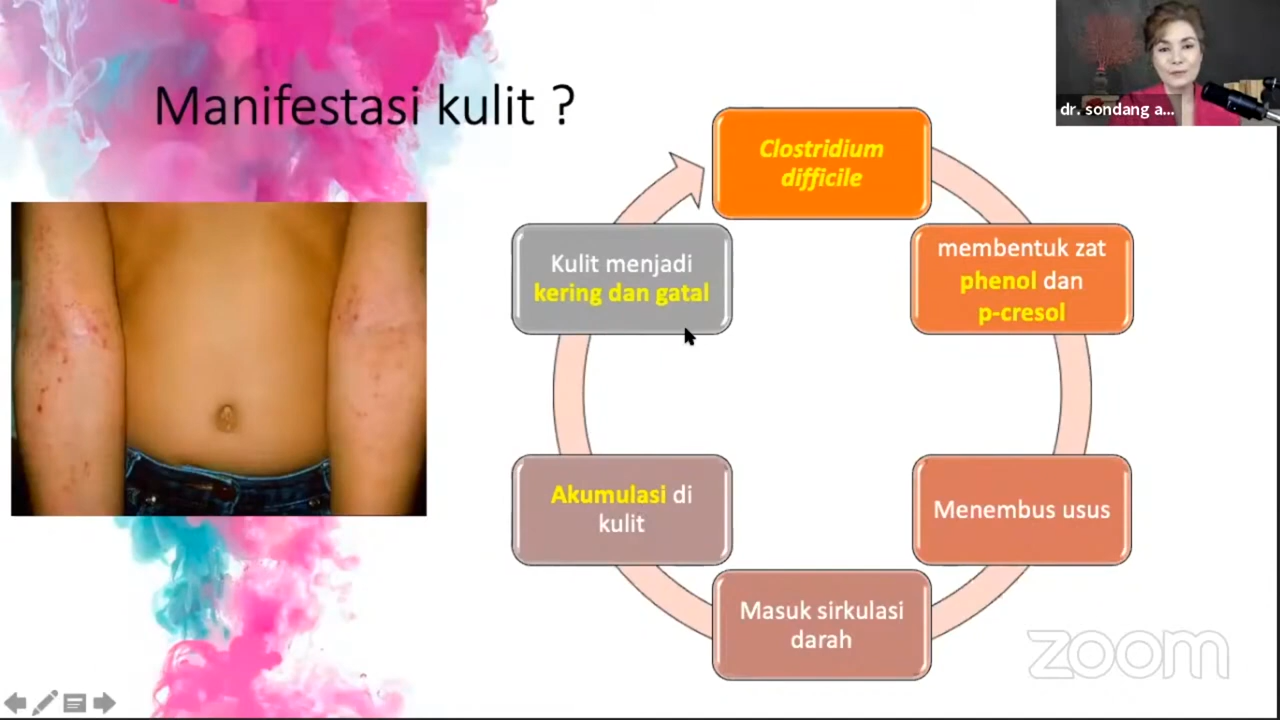 Manifestasi kulit ?
dr. sondang a...
Clostridium
difficile
membentuk zat
phenol dan
p-cresol
Menembus usus
Masuk sirkulasi
darah
Akumulasi di
kulit
Kulit menjadi
kering dan gatal
zoom